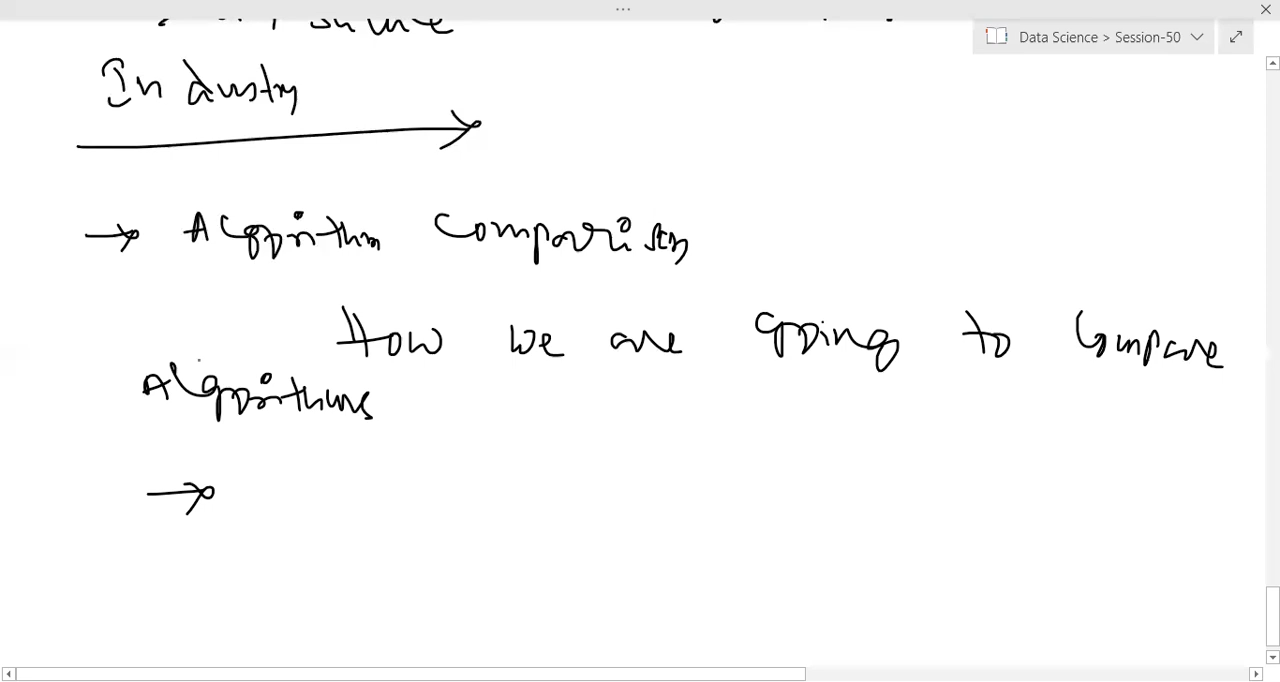 Data Science > Session-50
Industry
→ Algorithm Comparison
How we are going to Compare
Algorithms
→